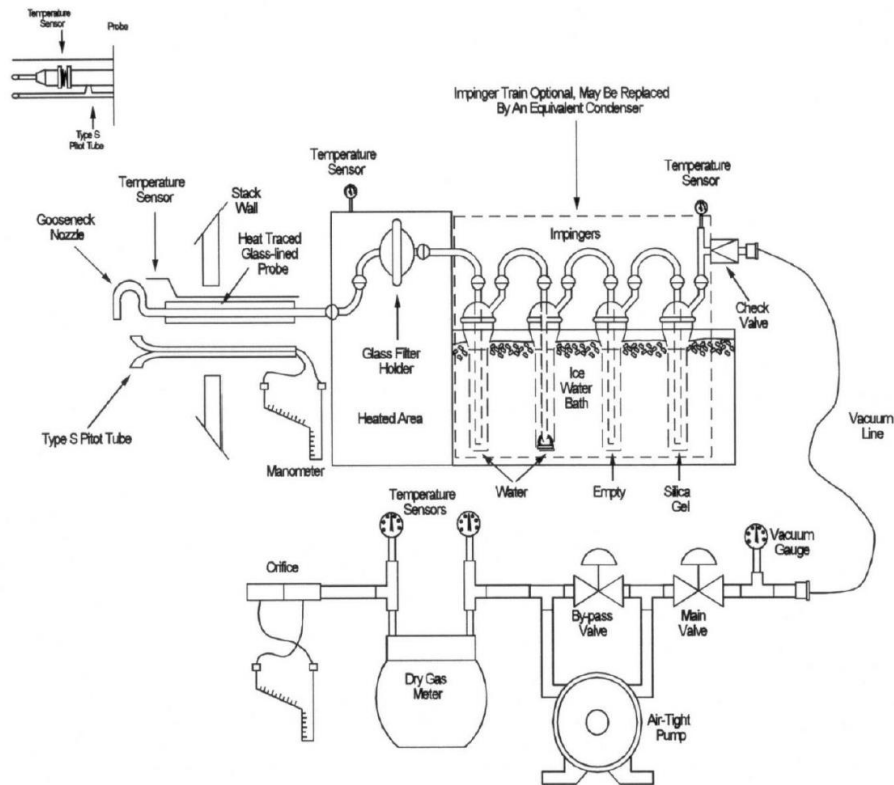 Temperature
Sensor
Probe
Type S
Pitot Tube
Impinger Train Optional, May Be Replaced
By An Equivalent Condenser
Temperature
Sensor
Temperature
Sensor
Temperature
Sensor
Stack
Wall
Gooseneck
Nozzle
Heat Traced
Glass-lined
Probe
Impingers
Check
Valve
Glass Filter
Holder
Ice
Water
Bath
Heated Area
Type S Pitot Tube
Manometer
Vacuum
Line
Water
Empty
Silica
Gel
Temperature
Sensors
Vacuum
Gauge
Orifice
By-pass
Valve
Main
Valve
Dry Gas
Meter
Air-Tight
Pump